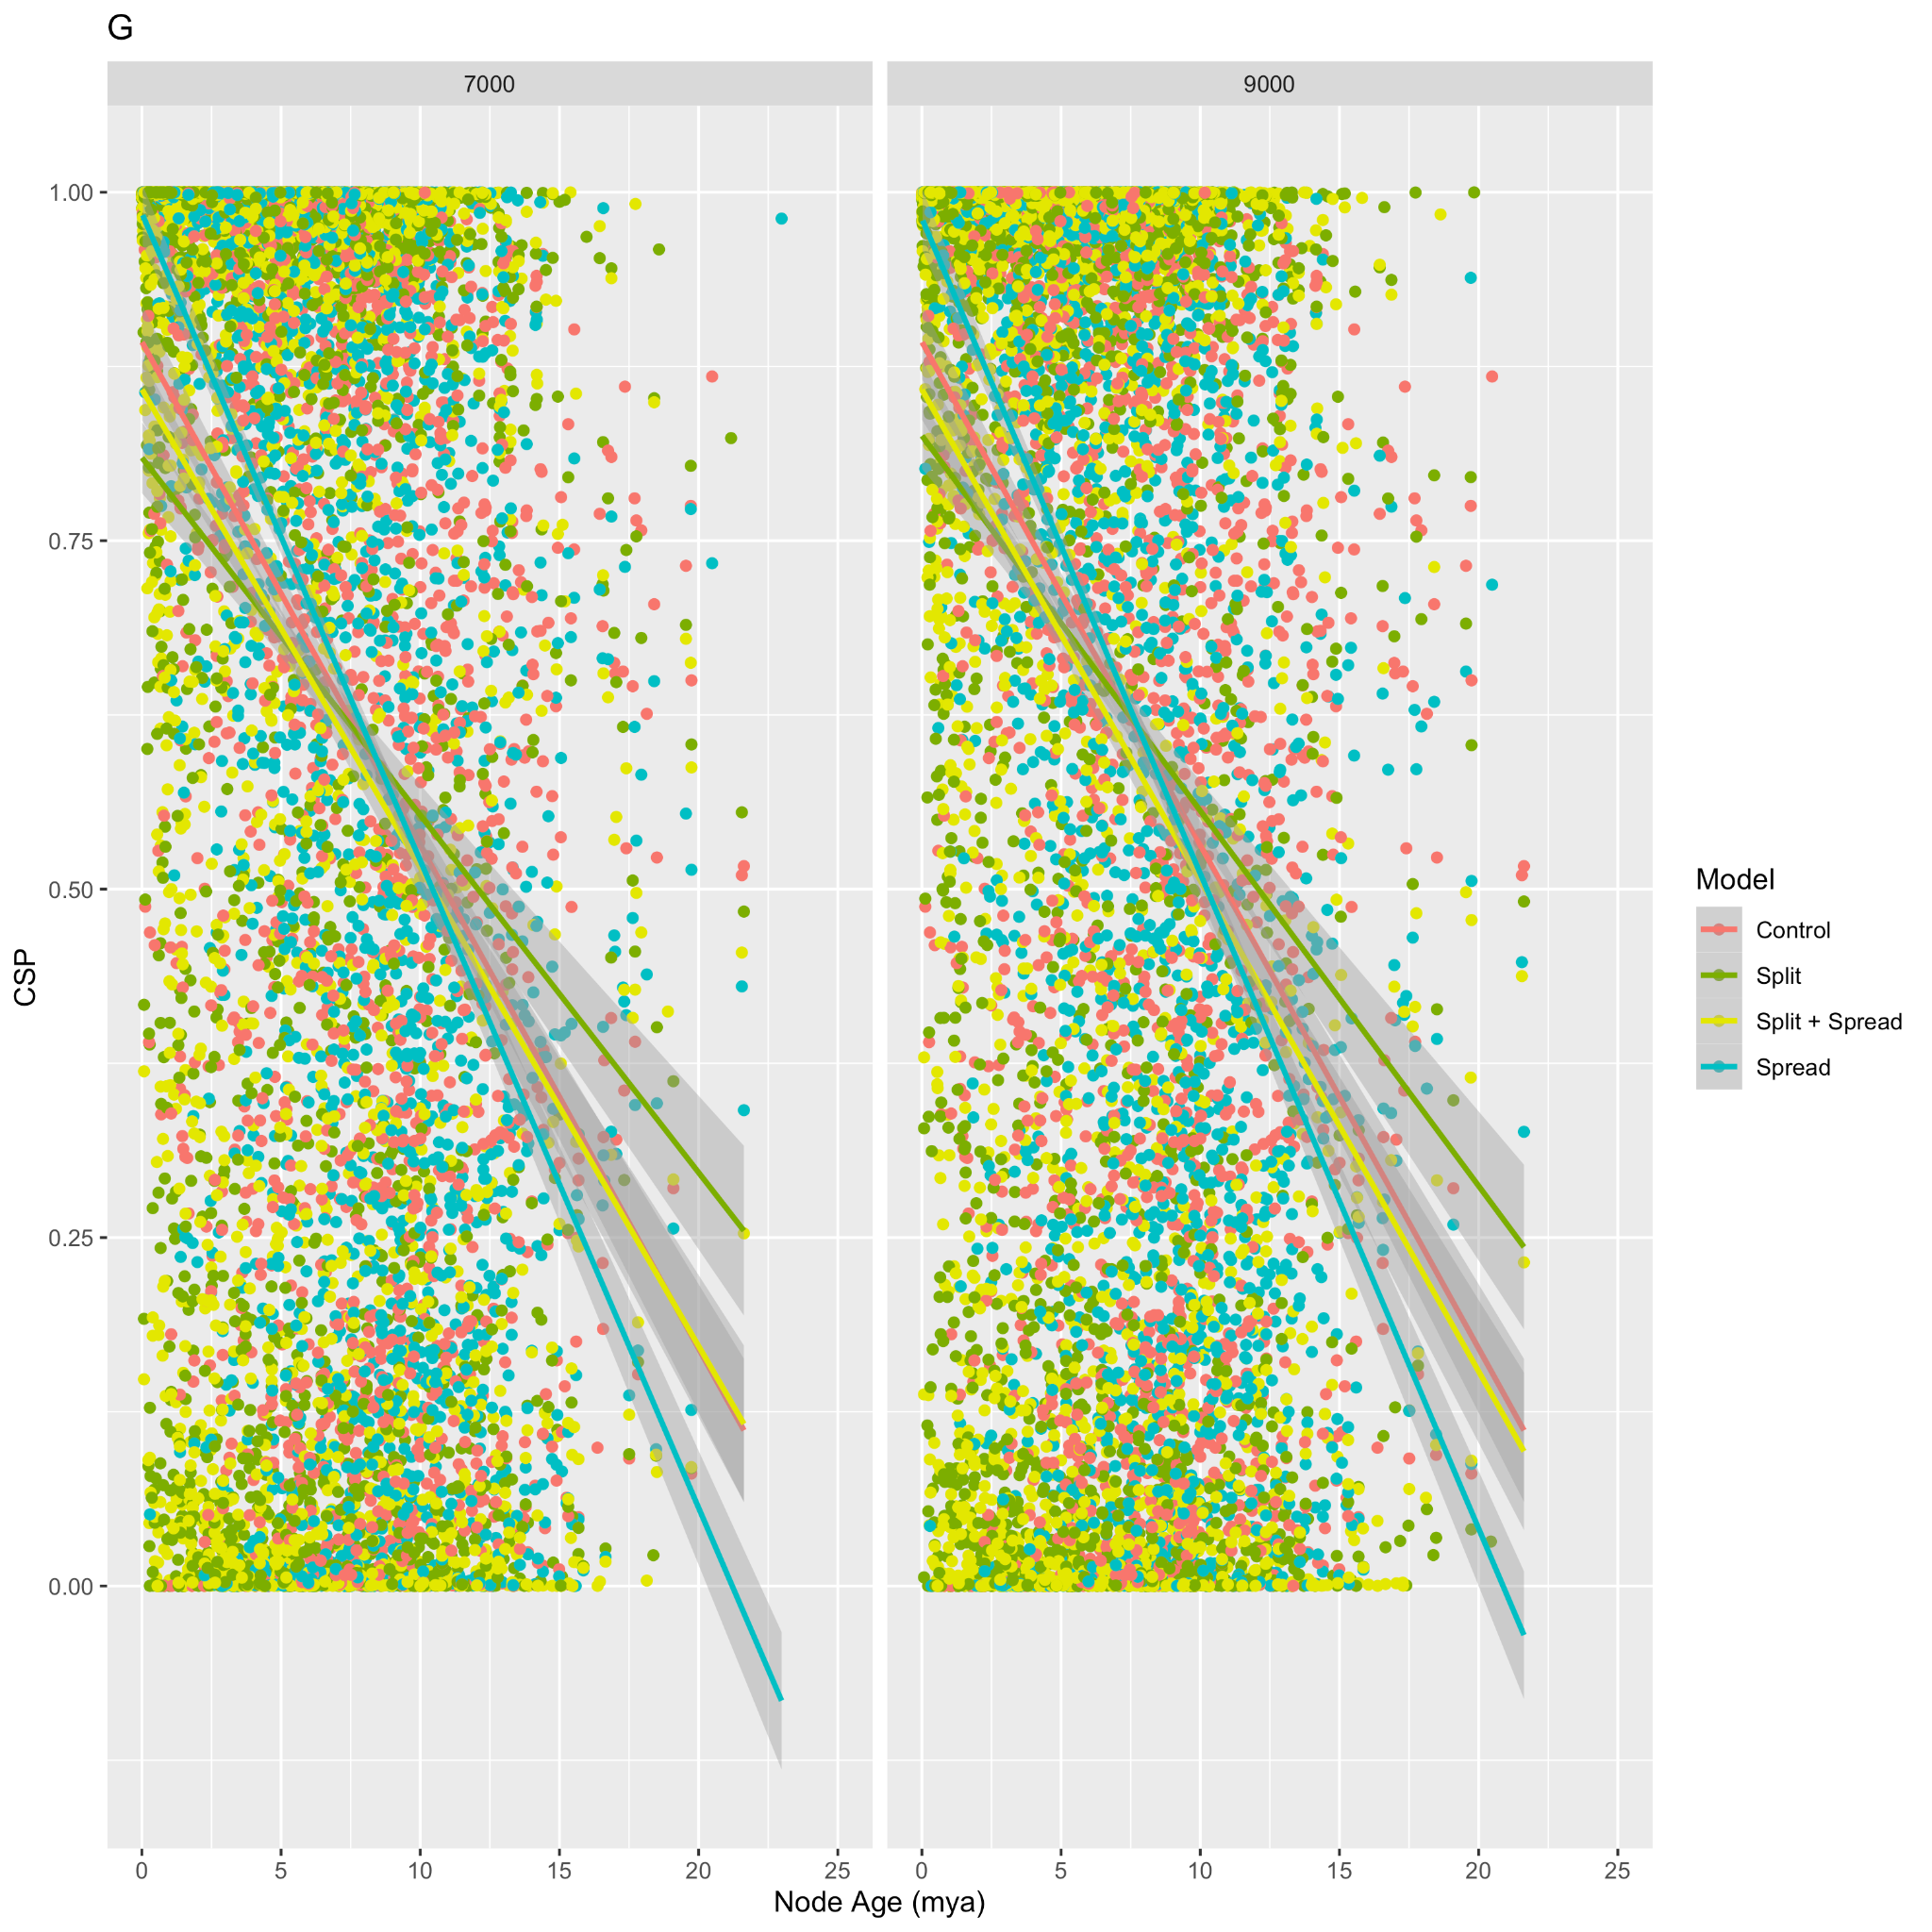 G
7000
9000
1.00
0.75
0.50
0.25
0.00
CSP
0 5 10 15 20 25
0 5 10 15 20 25
Node Age (mya)
Model
Control
Split
Split + Spread
Spread